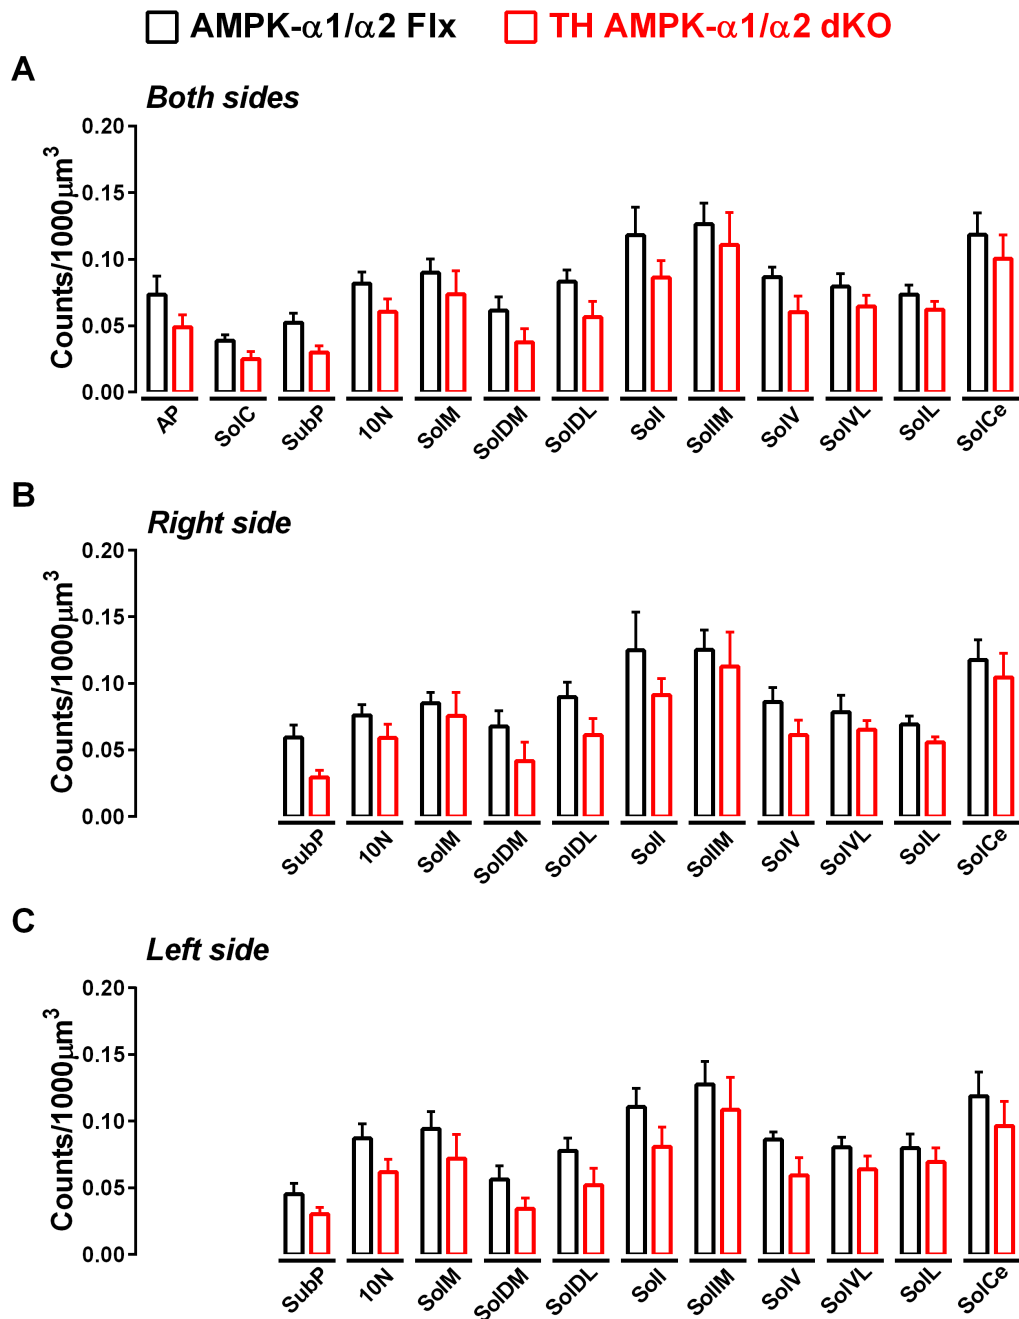 AMPK-α1/α2 Flx TH AMPK-α1/α2 dKO
A
Both sides
Counts/1000μm³
0.20
0.15
0.10
0.05
0.00
AP SolC SubP 10N SolM SolDM SolDL SolI SolIM SolV SolVL SolL SolCe
B
Right side
Counts/1000μm³
0.20
0.15
0.10
0.05
0.00
SubP 10N SolM SolDM SolDL SolI SolIM SolV SolVL SolL SolCe
C
Left side
Counts/1000μm³
0.20
0.15
0.10
0.05
0.00
SubP 10N SolM SolDM SolDL SolI SolIM SolV SolVL SolL SolCe